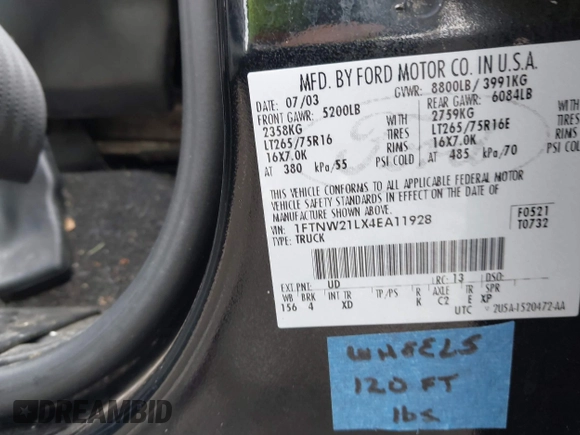 MFD. BY FORD MOTOR CO. IN U.S.A.
DATE 07/03 GVWR: 8800LB/ 3991KG
FRONT GAWR: 5200LB REAR GAWR: 6084LB
2358KG WITH 2759KG WITH
LT265/75R16 TIRES LT265/75R16E TIRES
16X7.0K RIMS 16X7.0K RIMS
AT 380 kPa/55 PSI COLD AT 485 kPa/70 PSI COLD
THIS VEHICLE CONFORMS TO ALL APPLICABLE FEDERAL MOTOR
VEHICLE SAFETY STANDARDS IN EFFECT ON THE DATE OF
MANUFACTURE SHOWN ABOVE.
VIN: 1FTNW21LX4EA11928 F0521
TYPE: TRUCK T0732
EXT.PNT: UD RC: 13 DSO:
WB BRK INT TR TP/PS R AXLE TR SPR
156 4 XD K C2 E XP
UTC V 2U5A-1520472-AA
WHEELS
120 FT
lbs
DREAMBID